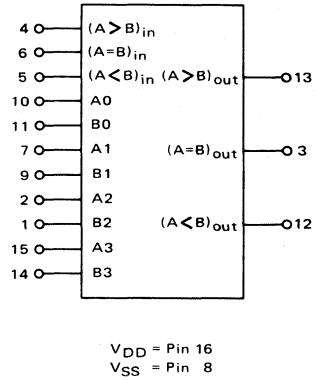 4 (A>B)in
6 (A=B)in
5 (A<B)in (A>B)out 13
10 A0
11 B0
7 A1 (A=B)out 3
9 B1
2 A2
1 B2 (A<B)out 12
15 A3
14 B3
VDD = Pin 16
VSS = Pin 8